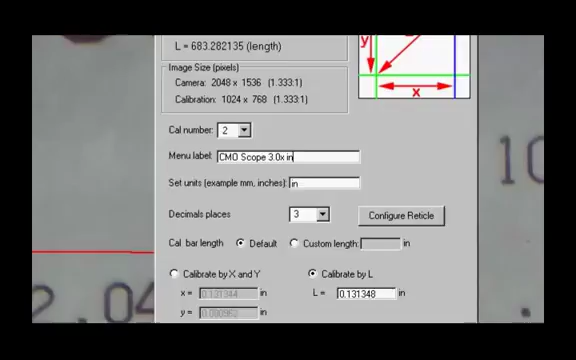 L = 683.282135 (length)
Image Size (pixels)
Camera: 2048 x 1536 (1.333:1)
Calibration: 1024 x 768 (1.333:1)
y
x
Cal number: 2
Menu label: CMO Scope 3.0x in
Set units (example mm, inches): in
Decimals places 3 Configure Reticle
Cal bar length Default Custom length: in
Calibrate by X and Y Calibrate by L
x = 0.131344 in L = 0.131348 in
y = 0.000962 in
10
2.04